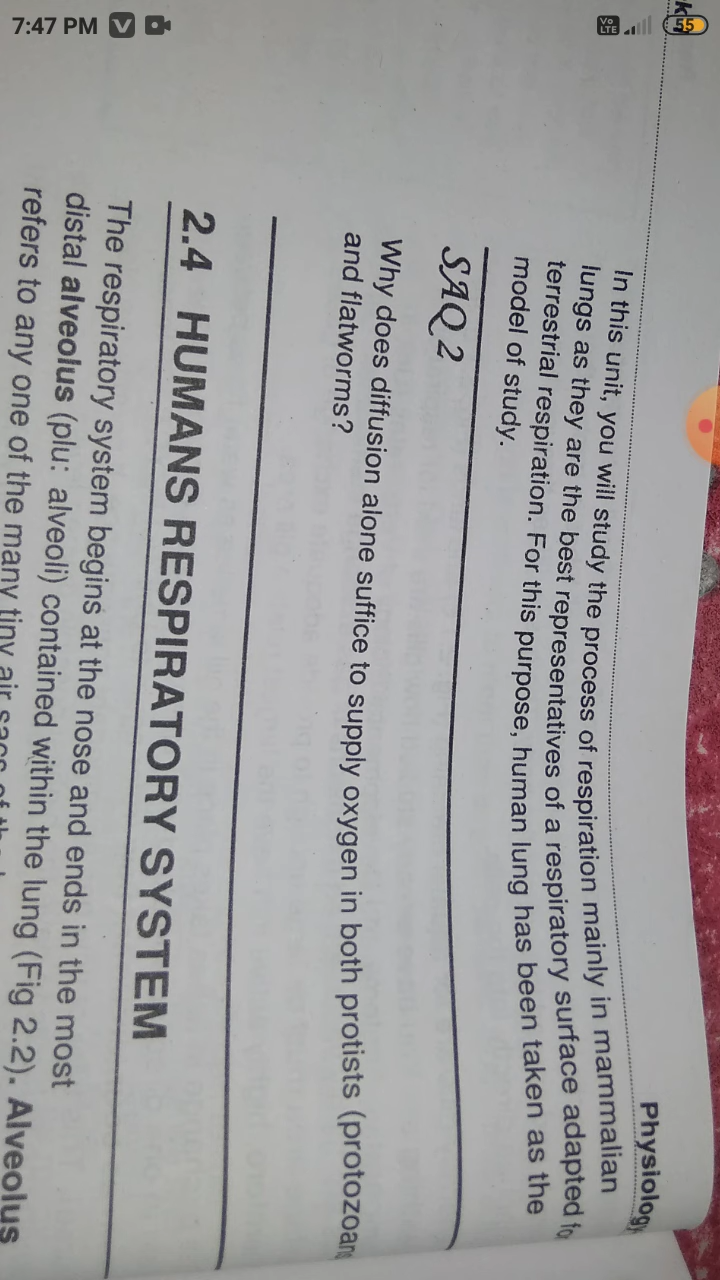 7:47 PM
VoLTE
55
Physiology
In this unit, you will study the process of respiration mainly in mammalian
lungs as they are the best representatives of a respiratory surface adapted fo
terrestrial respiration. For this purpose, human lung has been taken as the
model of study.
SAQ 2
Why does diffusion alone suffice to supply oxygen in both protists (protozoan
and flatworms?
2.4 HUMANS RESPIRATORY SYSTEM
The respiratory system begins at the nose and ends in the most
distal alveolus (plu: alveoli) contained within the lung (Fig 2.2). Alveolus
refers to any one of the many tiny air sacs of